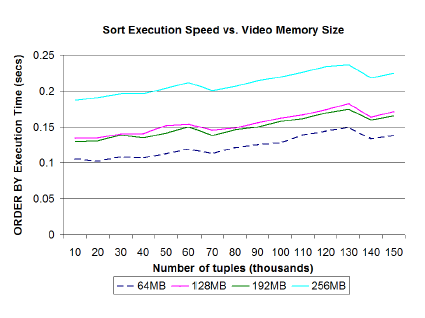 Sort Execution Speed vs. Video Memory Size
ORDER BY Execution Time (secs)
0.25
0.2
0.15
0.1
0.05
0
10 20 30 40 50 60 70 80 90 100 110 120 130 140 150
Number of tuples (thousands)
64MB 128MB 192MB 256MB